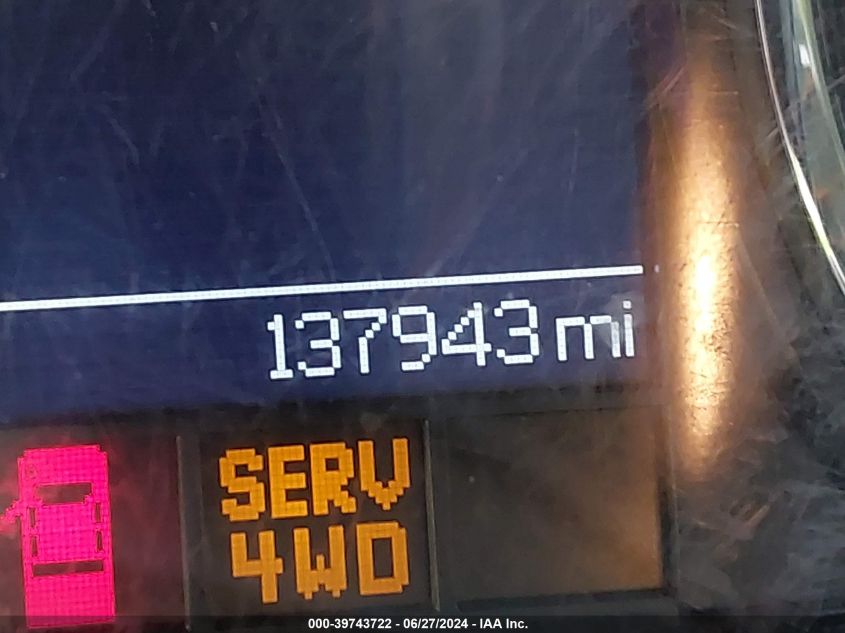 137943 mi
SERV
4WD
000-39743722 - 06/27/2024 - IAA Inc.